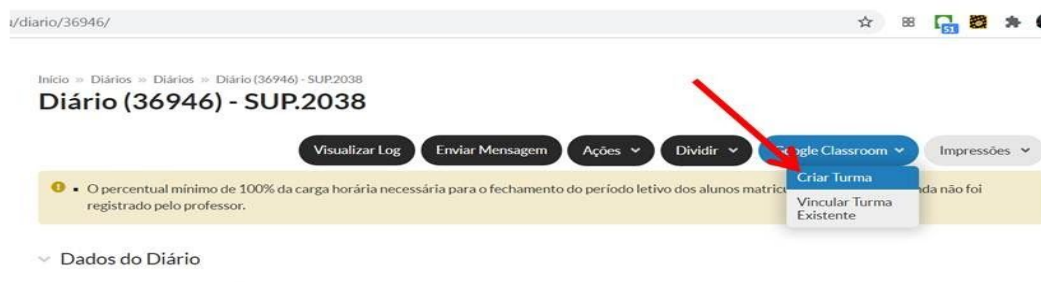 /diario/36946/
51
Início » Diários » Diários » Diário (36946) - SUP.2038
Diário (36946) - SUP.2038
Visualizar Log Enviar Mensagem Ações Dividir Google Classroom Impressões
Criar Turma
Vincular Turma
Existente
O percentual mínimo de 100% da carga horária necessária para o fechamento do período letivo dos alunos não foi
registrado pelo professor.
Dados do Diário